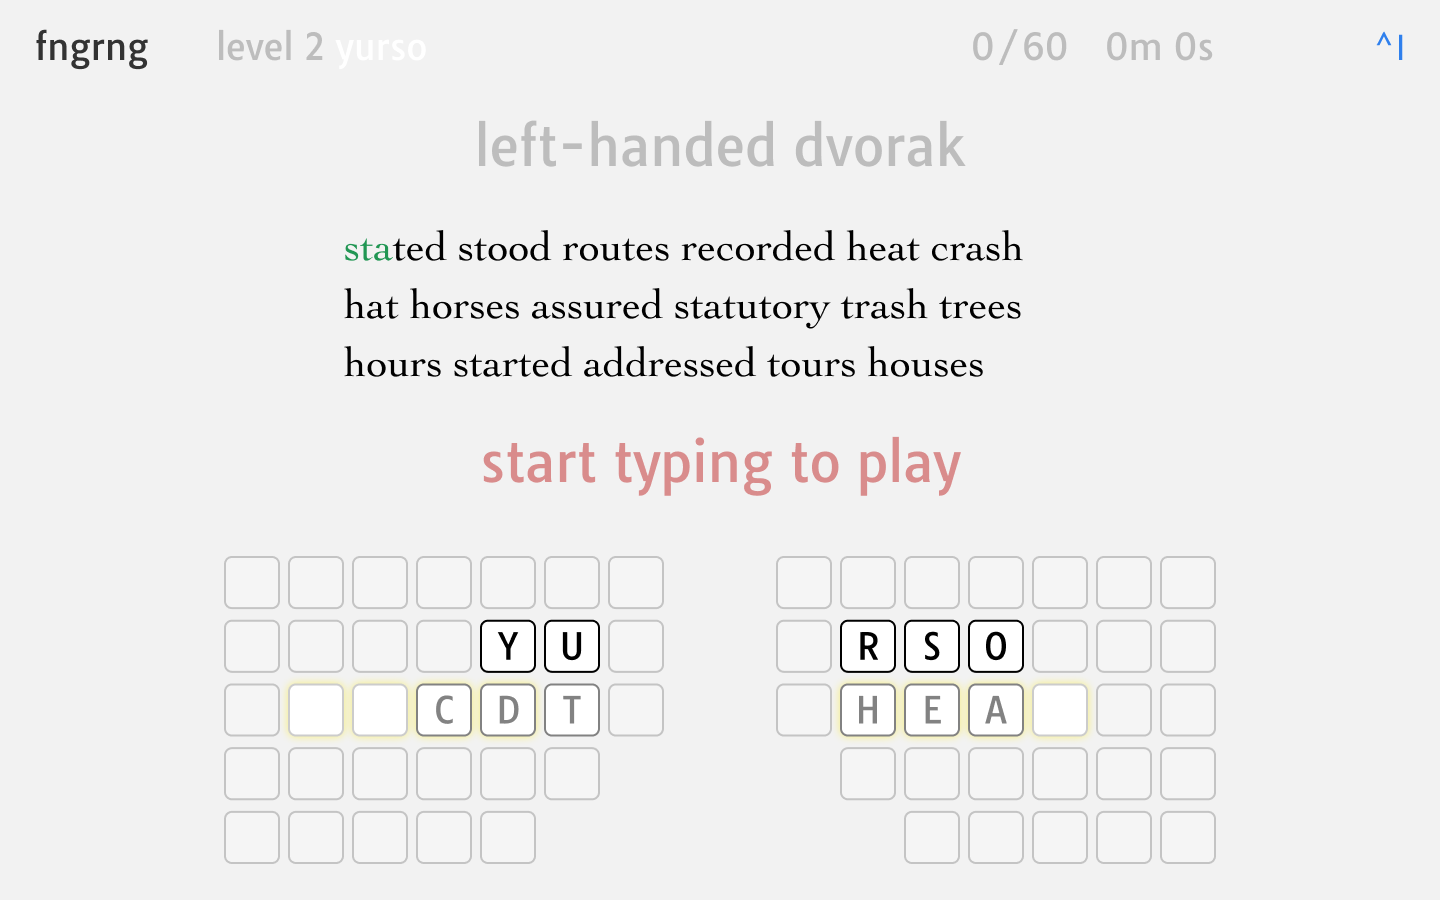 fngrng level 2 yurso 0/60 0m 0s ^|
left-handed dvorak
stated stood routes recorded heat crash
hat horses assured statutory trash trees
hours started addressed tours houses
start typing to play
Y U R S O
C D T H E A